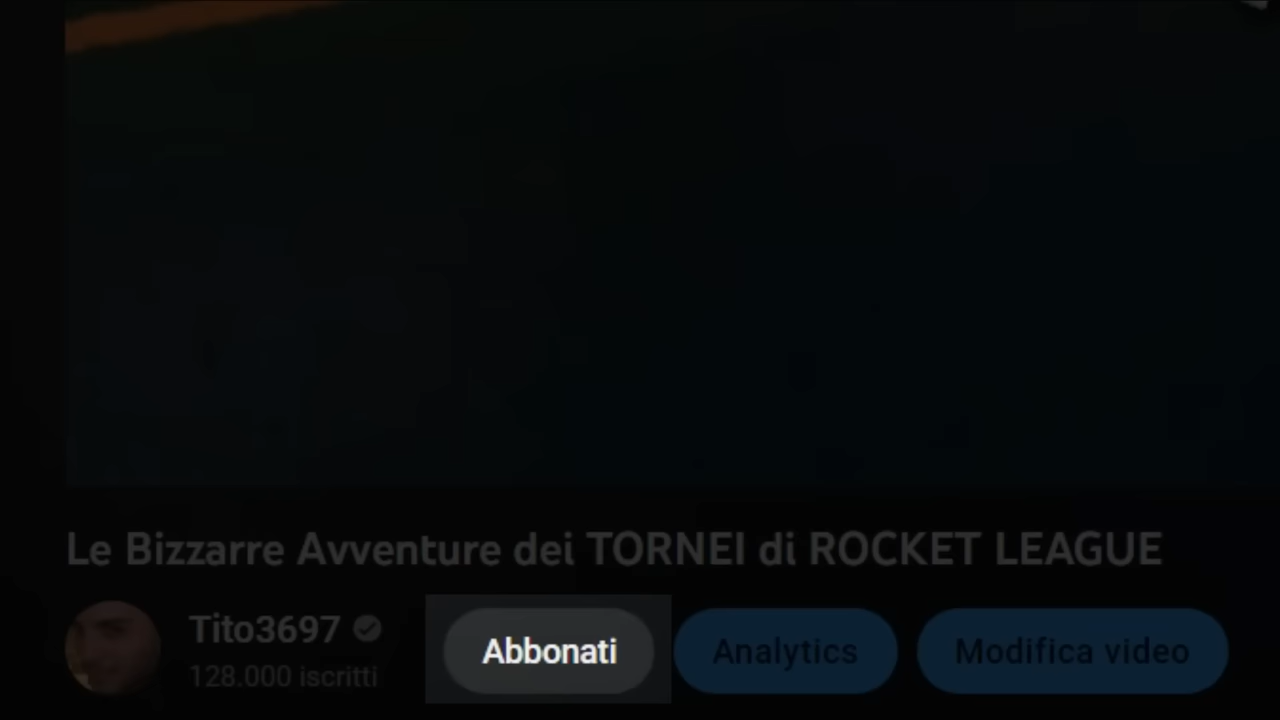 Le Bizzarre Avventure dei TORNEI di ROCKET LEAGUE
Tito3697
128.000 iscritti
Abbonati
Analytics
Modifica video